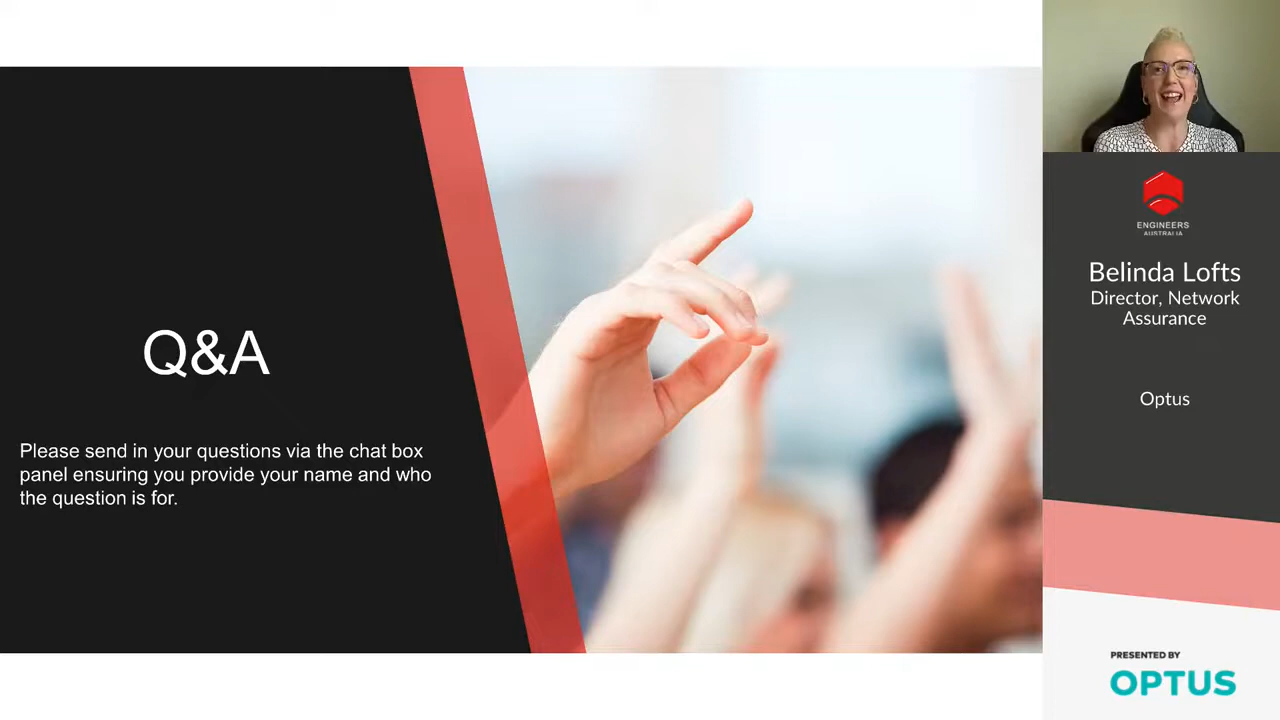 Q&A
Please send in your questions via the chat box
panel ensuring you provide your name and who
the question is for.
ENGINEERS
AUSTRALIA
Belinda Lofts
Director, Network
Assurance
Optus
PRESENTED BY
OPTUS